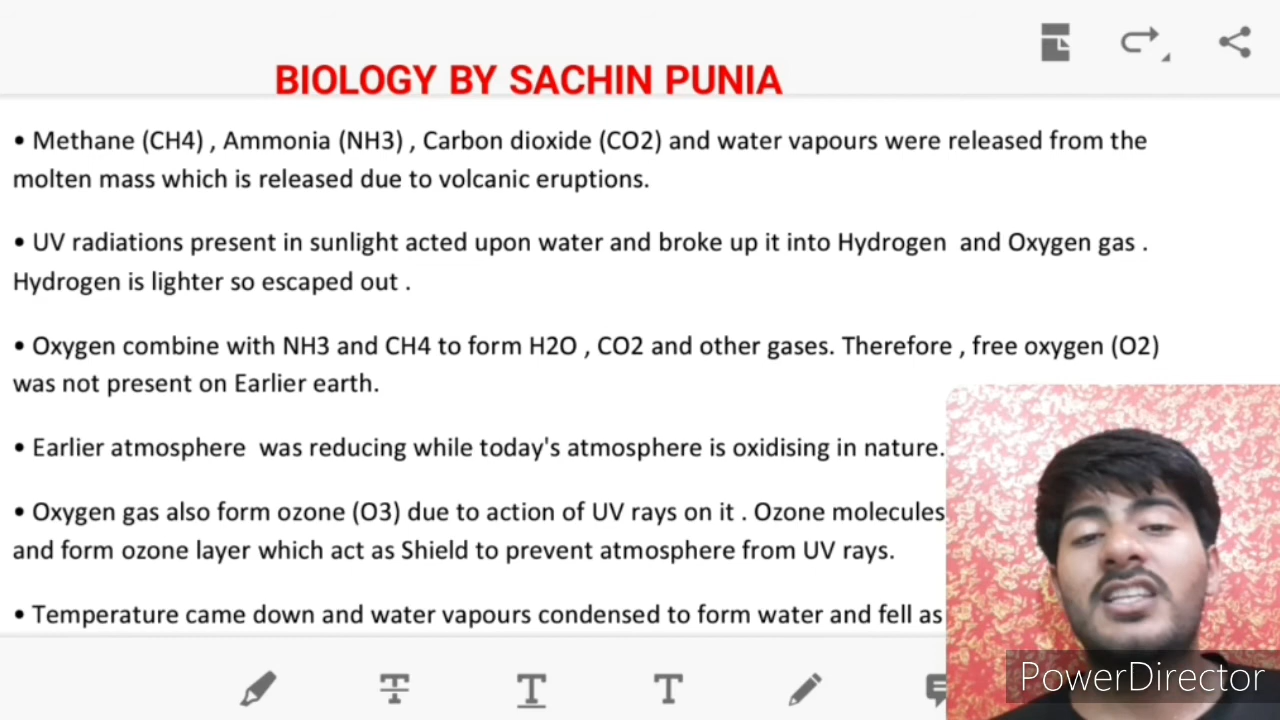 BIOLOGY BY SACHIN PUNIA
• Methane (CH4) , Ammonia (NH3) , Carbon dioxide (CO2) and water vapours were released from the
molten mass which is released due to volcanic eruptions.
• UV radiations present in sunlight acted upon water and broke up it into Hydrogen  and Oxygen gas .
Hydrogen is lighter so escaped out .
• Oxygen combine with NH3 and CH4 to form H2O , CO2 and other gases. Therefore , free oxygen (O2)
was not present on Earlier earth.
• Earlier atmosphere  was reducing while today's atmosphere is oxidising in nature.
• Oxygen gas also form ozone (O3) due to action of UV rays on it . Ozone molecules
and form ozone layer which act as Shield to prevent atmosphere from UV rays.
• Temperature came down and water vapours condensed to form water and fell as
T T T
PowerDirector